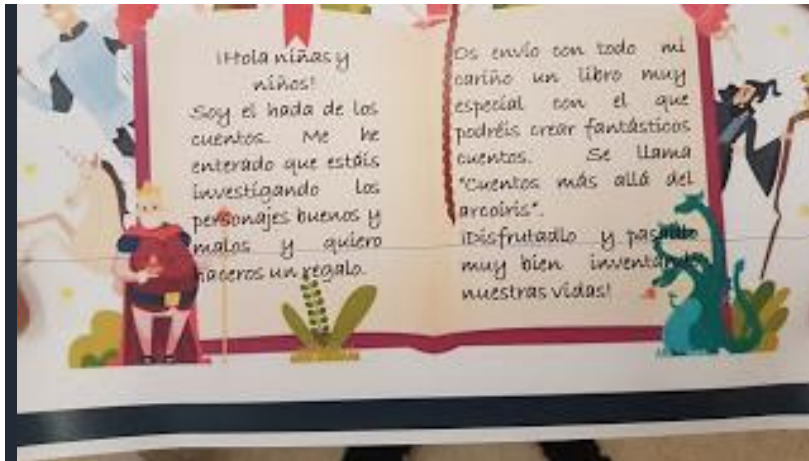 ¡Hola niñas y
niños!
Soy el hada de los
cuentos. Me he
enterado que estáis
investigando los
personajes buenos y
malos y quiero
haceros un regalo.
Os envío con todo mi
cariño un libro muy
especial con el que
podréis crear fantásticos
cuentos. Se llama
"Cuentos más allá del
arcoíris".
¡Disfrutadlo y pasadlo
muy bien inventando
nuestras vidas!